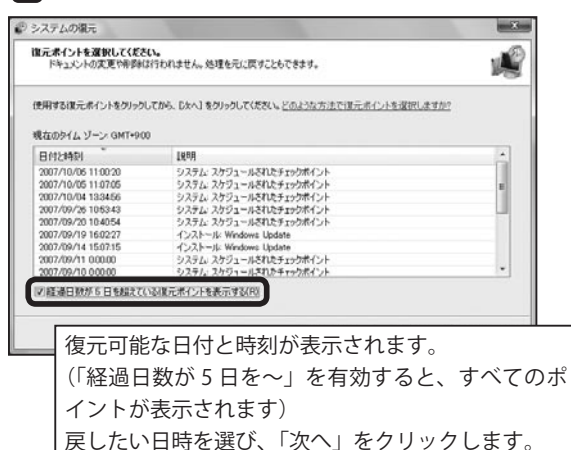 システムの復元
復元ポイントを選択してください。
ドキュメントの変更や削除は行われません。処理を元に戻すこともできます。
使用する復元ポイントをクリックしてから、[次へ] をクリックしてください。どのような方法で復元ポイントを選択しますか?
現在のタイム ゾーン: GMT+900
日付と時刻 説明
2007/10/06 11:00:20 システム: スケジュールされたチェックポイント
2007/10/05 11:07:05 システム: スケジュールされたチェックポイント
2007/10/04 13:34:56 システム: スケジュールされたチェックポイント
2007/09/26 10:53:43 システム: スケジュールされたチェックポイント
2007/09/20 10:40:54 システム: スケジュールされたチェックポイント
2007/09/19 16:02:27 インストール: Windows Update
2007/09/14 15:07:15 インストール: Windows Update
2007/09/11 0:00:00 システム: スケジュールされたチェックポイント
2007/09/10 0:00:00 システム: スケジュールされたチェックポイント
経過日数が 5 日を超えている復元ポイントを表示する(R)
復元可能な日付と時刻が表示されます。
(「経過日数が 5 日を～」を有効すると、すべてのポ
イントが表示されます)
戻したい日時を選び、「次へ」をクリックします。